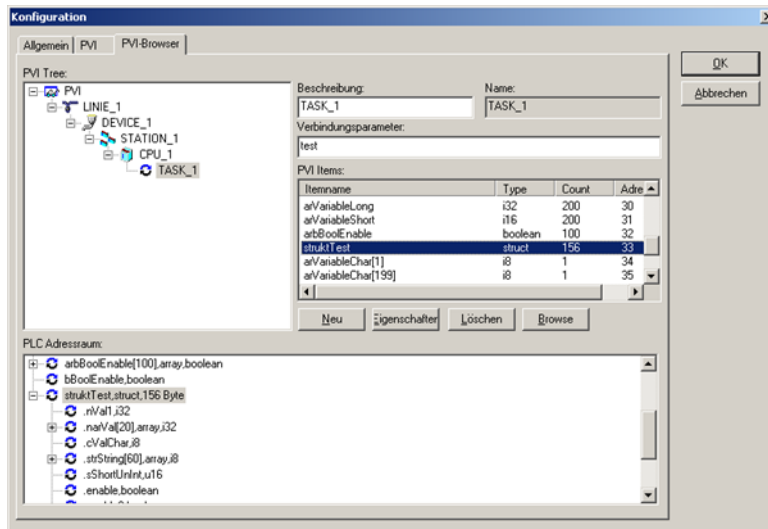 Konfiguration
Allgemein PVI PVI-Browser
OK
Abbrechen
PVI Tree:
PVI
LINIE_1
DEVICE_1
STATION_1
CPU_1
TASK_1
Beschreibung: Name:
TASK_1 TASK_1
Verbindungsparameter:
test
PVI Items:
Itemname Type Count Adre
arVariableLong i32 200 30
arVariableShort i16 200 31
arbBoolEnable boolean 100 32
struktTest struct 156 33
arVariableChar[1] i8 1 34
arVariableChar[199] i8 1 35
Neu Eigenschafter Löschen Browse
PLC Adressraum:
arbBoolEnable[100],array,boolean
bBoolEnable,boolean
struktTest,struct,156 Byte
.nVal1,i32
.narVal[20],array,i32
.cValChar,i8
.strString[60],array,i8
.sShortUnInt,u16
.enable,boolean